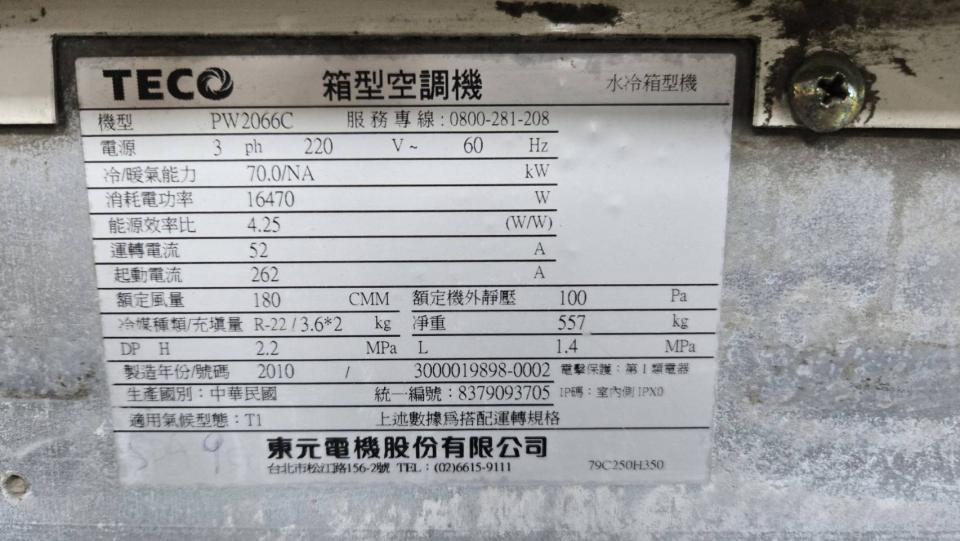 TECO 箱型空調機 水冷箱型機
機型 PW2066C 服務專線:0800-281-208
電源 3 ph 220 V~ 60 Hz
冷/暖氣能力 70.0/NA kW
消耗電功率 16470 W
能源效率比 4.25 (W/W)
運轉電流 52 A
起動電流 262 A
額定風量 180 CMM 額定機外靜壓 100 Pa
冷媒種類/充填量 R-22 / 3.6*2 kg 淨重 557 kg
DP H 2.2 MPa L 1.4 MPa
製造年份/號碼 2010 / 3000019898-0002 電擊保護：第1類電器
生產國別：中華民國 統一編號：8379093705 IP碼：室內側 IPX0
適用氣候型態：T1 上述數據爲搭配運轉規格
東元電機股份有限公司
台北市松江路156-2號 TEL：(02)6615-9111 79C250H350